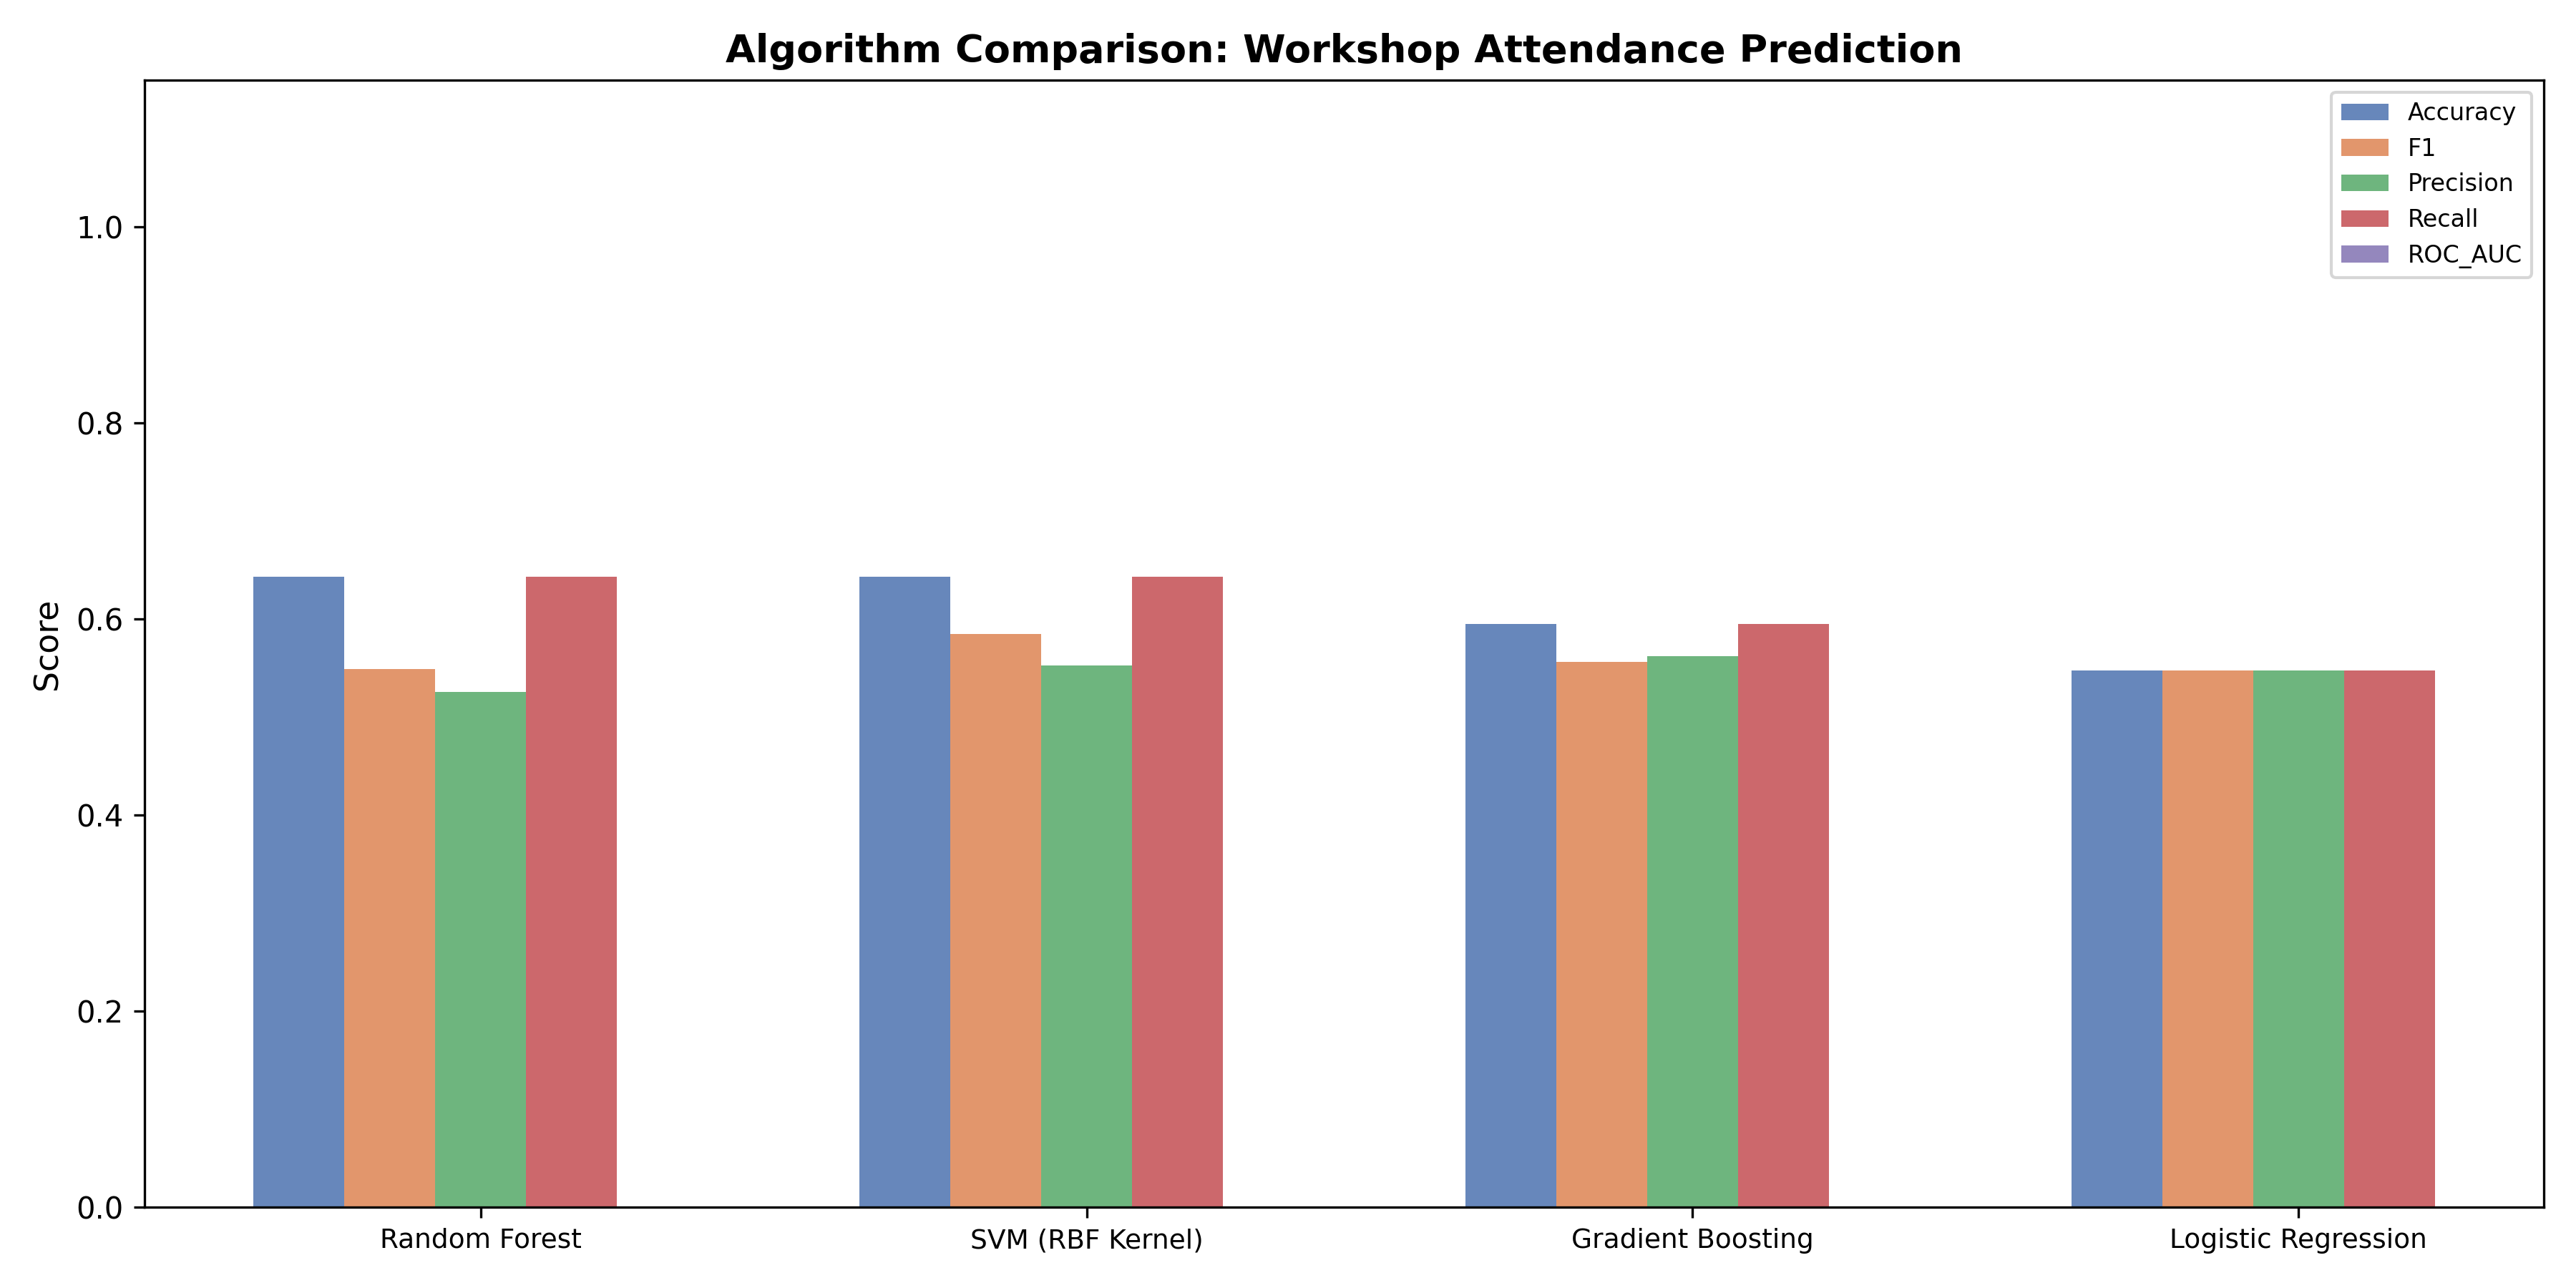 Algorithm Comparison: Workshop Attendance Prediction
Accuracy
F1
Precision
Recall
ROC_AUC
Score
1.0
0.8
0.6
0.4
0.2
0.0
Random Forest
SVM (RBF Kernel)
Gradient Boosting
Logistic Regression